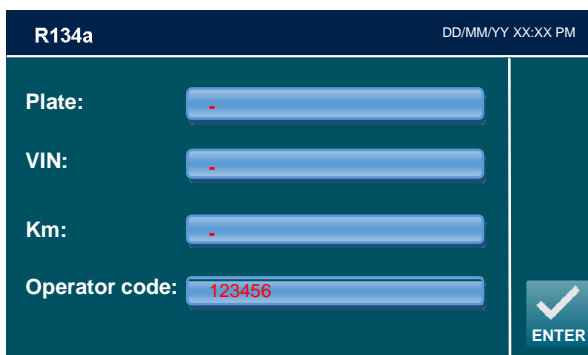 R134a DD/MM/YY XX:XX PM
Plate: -
VIN: -
Km: -
Operator code: 123456
ENTER